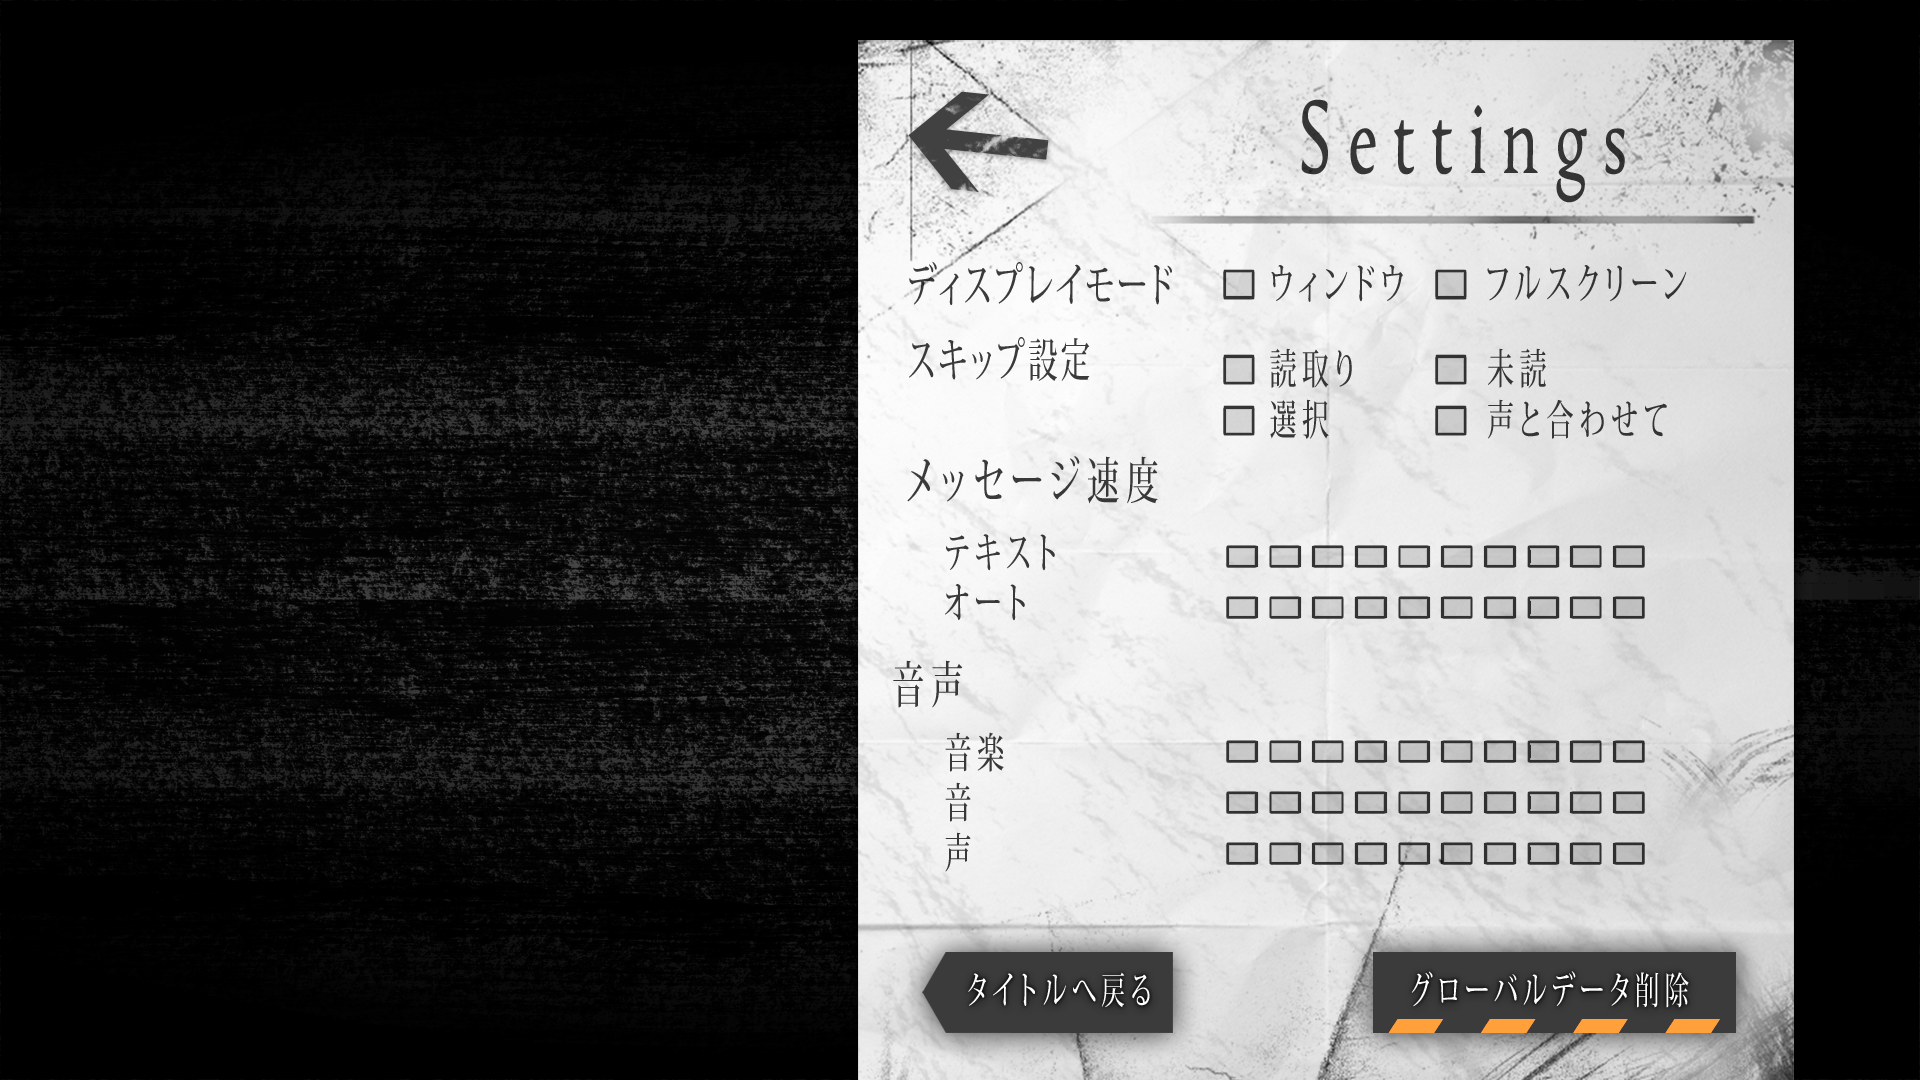 Settings
ディスプレイモード ウィンドウ フルスクリーン
スキップ設定 読取り 未読
選択 声と合わせて
メッセージ速度
テキスト
オート
音声
音楽
音
声
タイトルへ戻る グローバルデータ削除